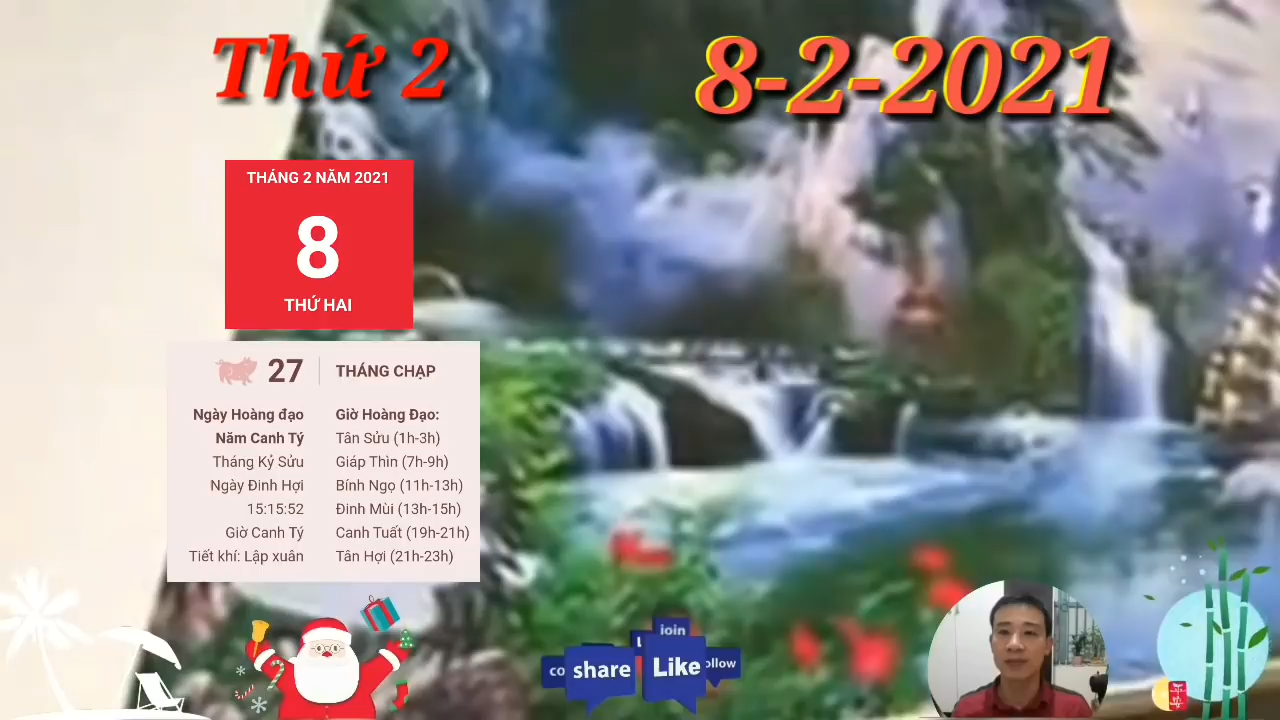 Thứ 2
8-2-2021
THÁNG 2 NĂM 2021
8
THỨ HAI
27
THÁNG CHẠP
Ngày Hoàng đạo
Năm Canh Tý
Tháng Kỷ Sửu
Ngày Đinh Hợi
15:15:52
Giờ Canh Tý
Tiết khí: Lập xuân
Giờ Hoàng Đạo:
Tân Sửu (1h-3h)
Giáp Thìn (7h-9h)
Bính Ngọ (11h-13h)
Đinh Mùi (13h-15h)
Canh Tuất (19h-21h)
Tân Hợi (21h-23h)
join
co
share
Like
ollow